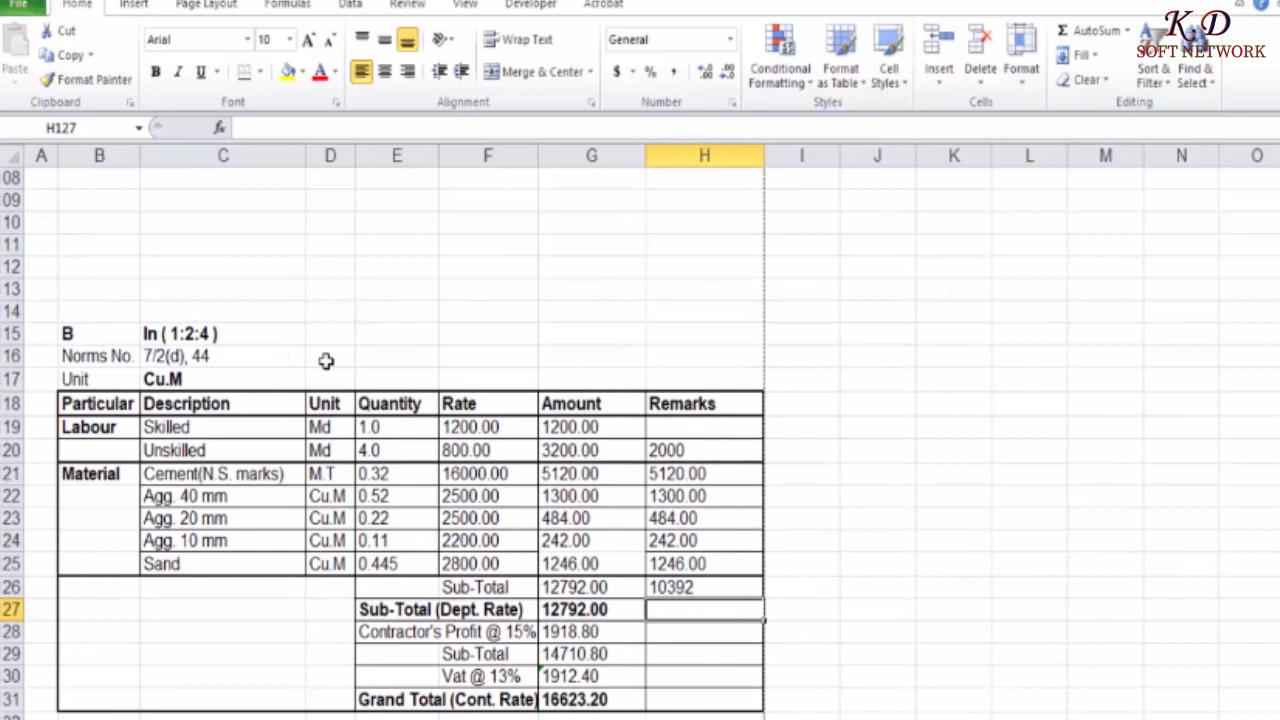 File Home Insert Page Layout Formulas Data Review View Developer Acrobat
K.D
SOFT NETWORK
Cut
Copy
Paste
Format Painter
Clipboard
Arial 10
B I U
Font
Wrap Text
Merge & Center
Alignment
General
$ % ,
Number
Conditional Formatting
Format as Table
Cell Styles
Styles
Insert Delete Format
Cells
Σ AutoSum
Fill
Clear
Sort & Filter
Find & Select
Editing
H127 fx
A B C D E F G H I J K L M N O
08
09
10
11
12
13
14
15 B In ( 1:2:4 )
16 Norms No. 7/2(d), 44
17 Unit Cu.M
18 Particular Description Unit Quantity Rate Amount Remarks
19 Labour Skilled Md 1.0 1200.00 1200.00
20 Unskilled Md 4.0 800.00 3200.00 2000
21 Material Cement(N.S. marks) M.T 0.32 16000.00 5120.00 5120.00
22 Agg. 40 mm Cu.M 0.52 2500.00 1300.00 1300.00
23 Agg. 20 mm Cu.M 0.22 2500.00 484.00 484.00
24 Agg. 10 mm Cu.M 0.11 2200.00 242.00 242.00
25 Sand Cu.M 0.445 2800.00 1246.00 1246.00
26 Sub-Total 12792.00 10392
27 Sub-Total (Dept. Rate) 12792.00
28 Contractor's Profit @ 15% 1918.80
29 Sub-Total 14710.80
30 Vat @ 13% 1912.40
31 Grand Total (Cont. Rate) 16623.20